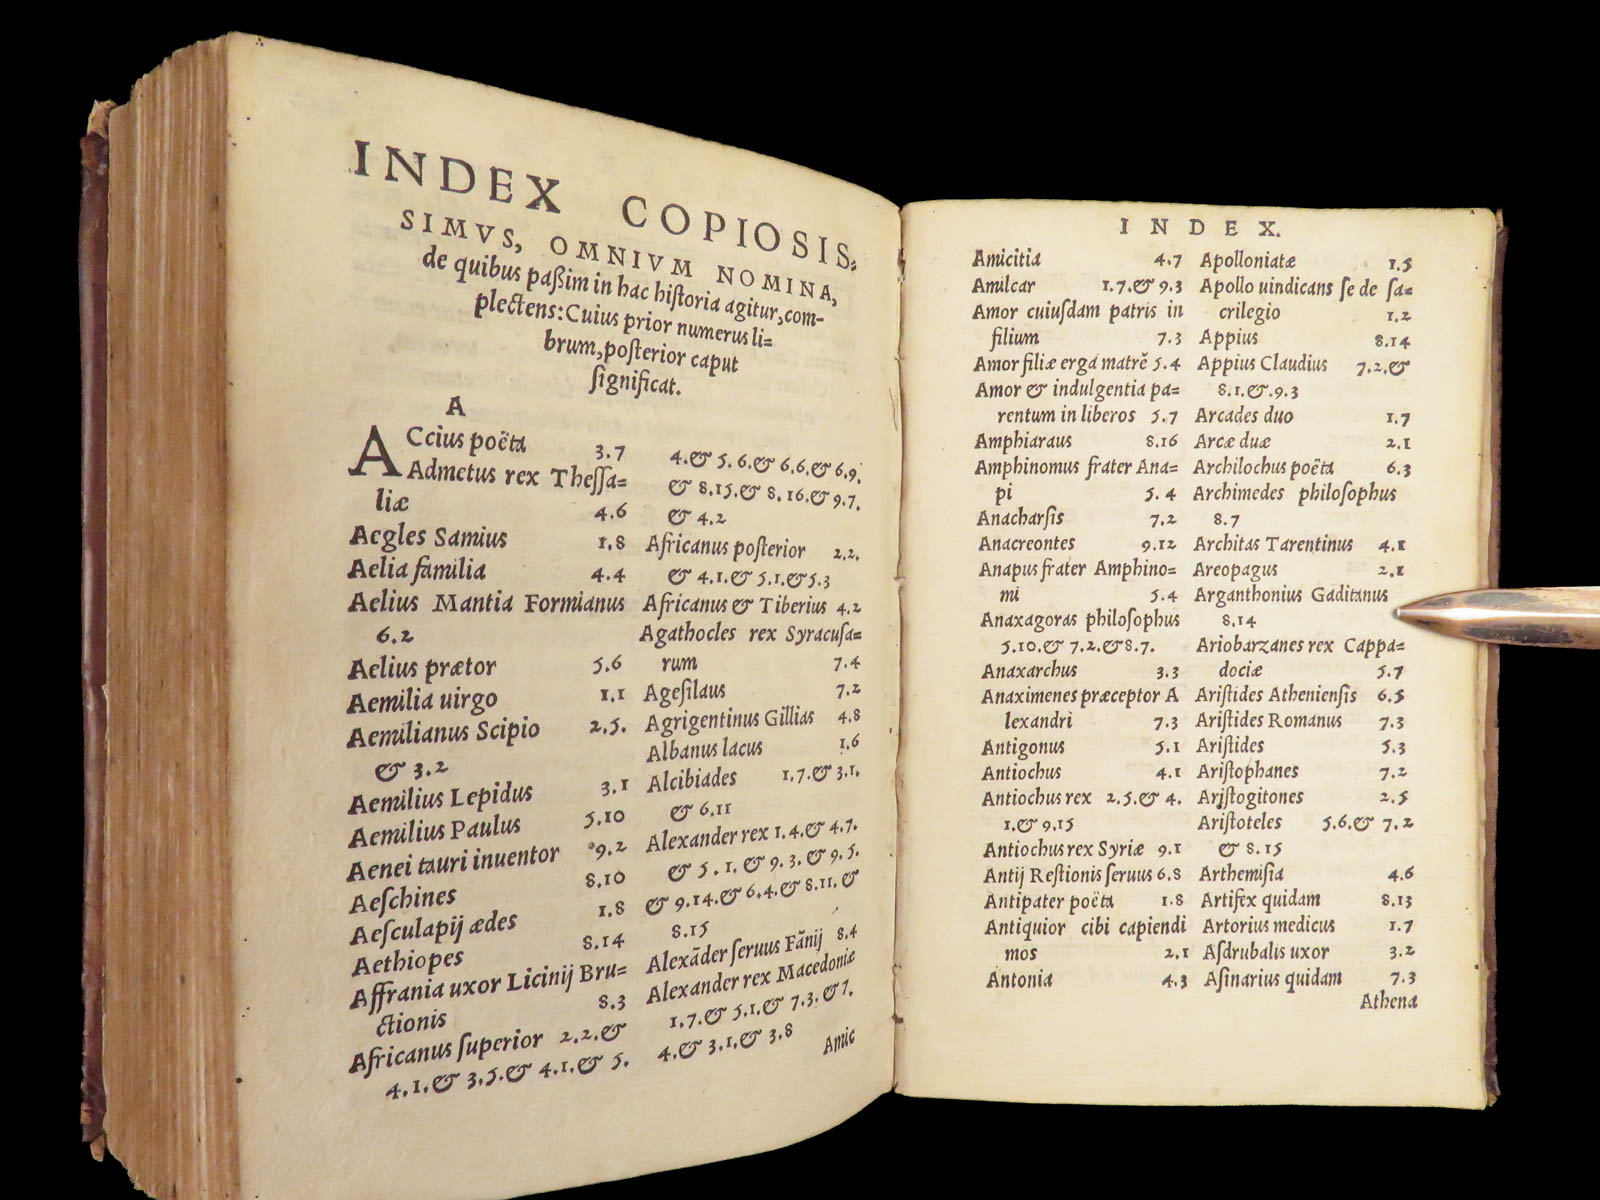 INDEX COPIOSIS=
SIMVS, OMNIVM NOMINA,
de quibus paßim in hac hiſtoria agitur, com-
plectens: Cuius prior numerus li=
brum, poſterior caput
ſignificat.
A
ACcius poëta 3.7
Admetus rex Theſſa=
liæ 4.6
Aegles Samius 1.8
Aelia familia 4.4
Aelius Mantia Formianus
6.2
Aelius prætor 5.6
Aemilia uirgo 1.1
Aemilianus Scipio 2.5.
& 3.2
Aemilius Lepidus 3.1
Aemilius Paulus 5.10
Aenei tauri inuentor 9.2
Aeſchines 8.10
Aeſculapij ædes 1.8
Aethiopes 8.14
Affrania uxor Licinij Bru=
ctionis 8.3
Africanus ſuperior 2.2.&
4.1.& 3.5.& 4.1.& 5.
4.& 5.6.& 6.6.& 6.9.
& 8.15.& 8.16.& 9.7.
& 4.2
Africanus poſterior 2.2.
& 4.1.& 5.1.& 5.3
Africanus & Tiberius 4.2
Agathocles rex Syracuſa=
rum 7.4
Ageſilaus 7.2
Agrigentinus Gillias 4.8
Albanus lacus 1.6
Alcibiades 1.7.& 3.1.
& 6.11
Alexander rex 1.4.& 4.7.
& 5.1.& 9.3.& 9.5.
& 9.14.& 6.4.& 8.11.&
8.15
Alexāder ſeruus Fānij 8.4
Alexander rex Macedoniæ
1.7.& 5.1.& 7.3.& 7.
4.& 3.1.& 3.8
Amic
INDEX.
Amicitia 4.7
Amilcar 1.7.& 9.3
Amor cuiuſdam patris in
filium 7.3
Amor filiæ erga matrē 5.4
Amor & indulgentia pa=
rentum in liberos 5.7
Amphiaraus 8.16
Amphinomus frater Ana=
pi 5.4
Anacharſis 7.2
Anacreontes 9.12
Anapus frater Amphino=
mi 5.4
Anaxagoras philoſophus
5.10.& 7.2.& 8.7.
Anaxarchus 3.3
Anaximenes præceptor A
lexandri 7.3
Antigonus 5.1
Antiochus 4.1
Antiochus rex 2.5.& 4.
1.& 9.15
Antiochus rex Syriæ 9.1
Antij Reſtionis ſeruus 6.8
Antipater poëta 1.8
Antiquior cibi capiendi
mos 2.1
Antonia 4.3
Apolloniatæ 1.5
Apollo uindicans ſe de ſa=
crilegio 1.2
Appius 8.14
Appius Claudius 7.2.&
8.1.&.9.3
Arcades duo 1.7
Arcæ duæ 2.1
Archilochus poëta 6.3
Archimedes philoſophus
8.7
Architas Tarentinus 4.1
Areopagus 2.1
Arganthonius Gaditanus
8.14
Ariobarzanes rex Cappa=
dociæ 5.7
Ariſtides Athenienſis 6.5
Ariſtides Romanus 7.3
Ariſtides 5.3
Ariſtophanes 7.2
Ariſtogitones 2.5
Ariſtoteles 5.6.& 7.2
& 8.15
Arthemiſia 4.6
Artifex quidam 8.13
Artorius medicus 1.7
Aſdrubalis uxor 3.2
Aſinarius quidam 7.3
Athena